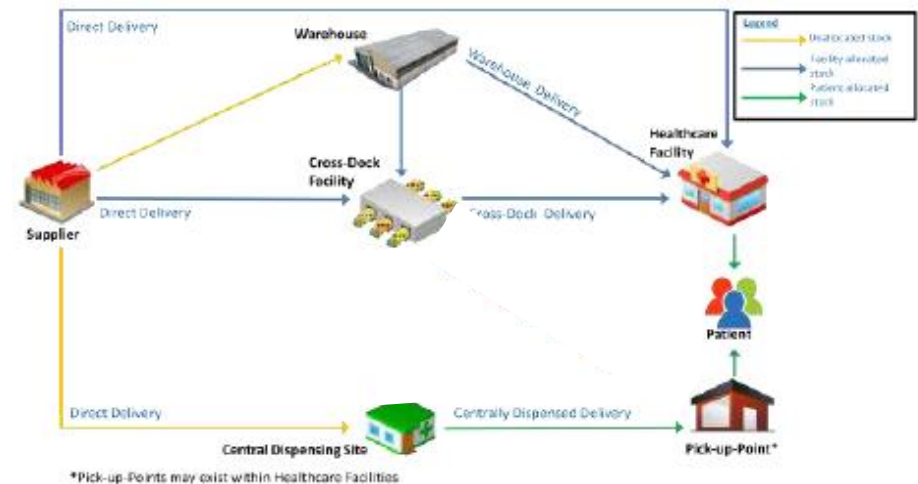 Direct Delivery
Warehouse
Legend
Unallocated stock
Facility allocated
stock
Patient allocated
stock
Warehouse Delivery
Healthcare
Facility
Cross-Dock
Facility
Direct Delivery
Cross-Dock Delivery
Supplier
Patient
Direct Delivery
Centrally Dispensed Delivery
Central Dispensing Site
Pick-up-Point*
*Pick-up-Points may exist within Healthcare Facilities